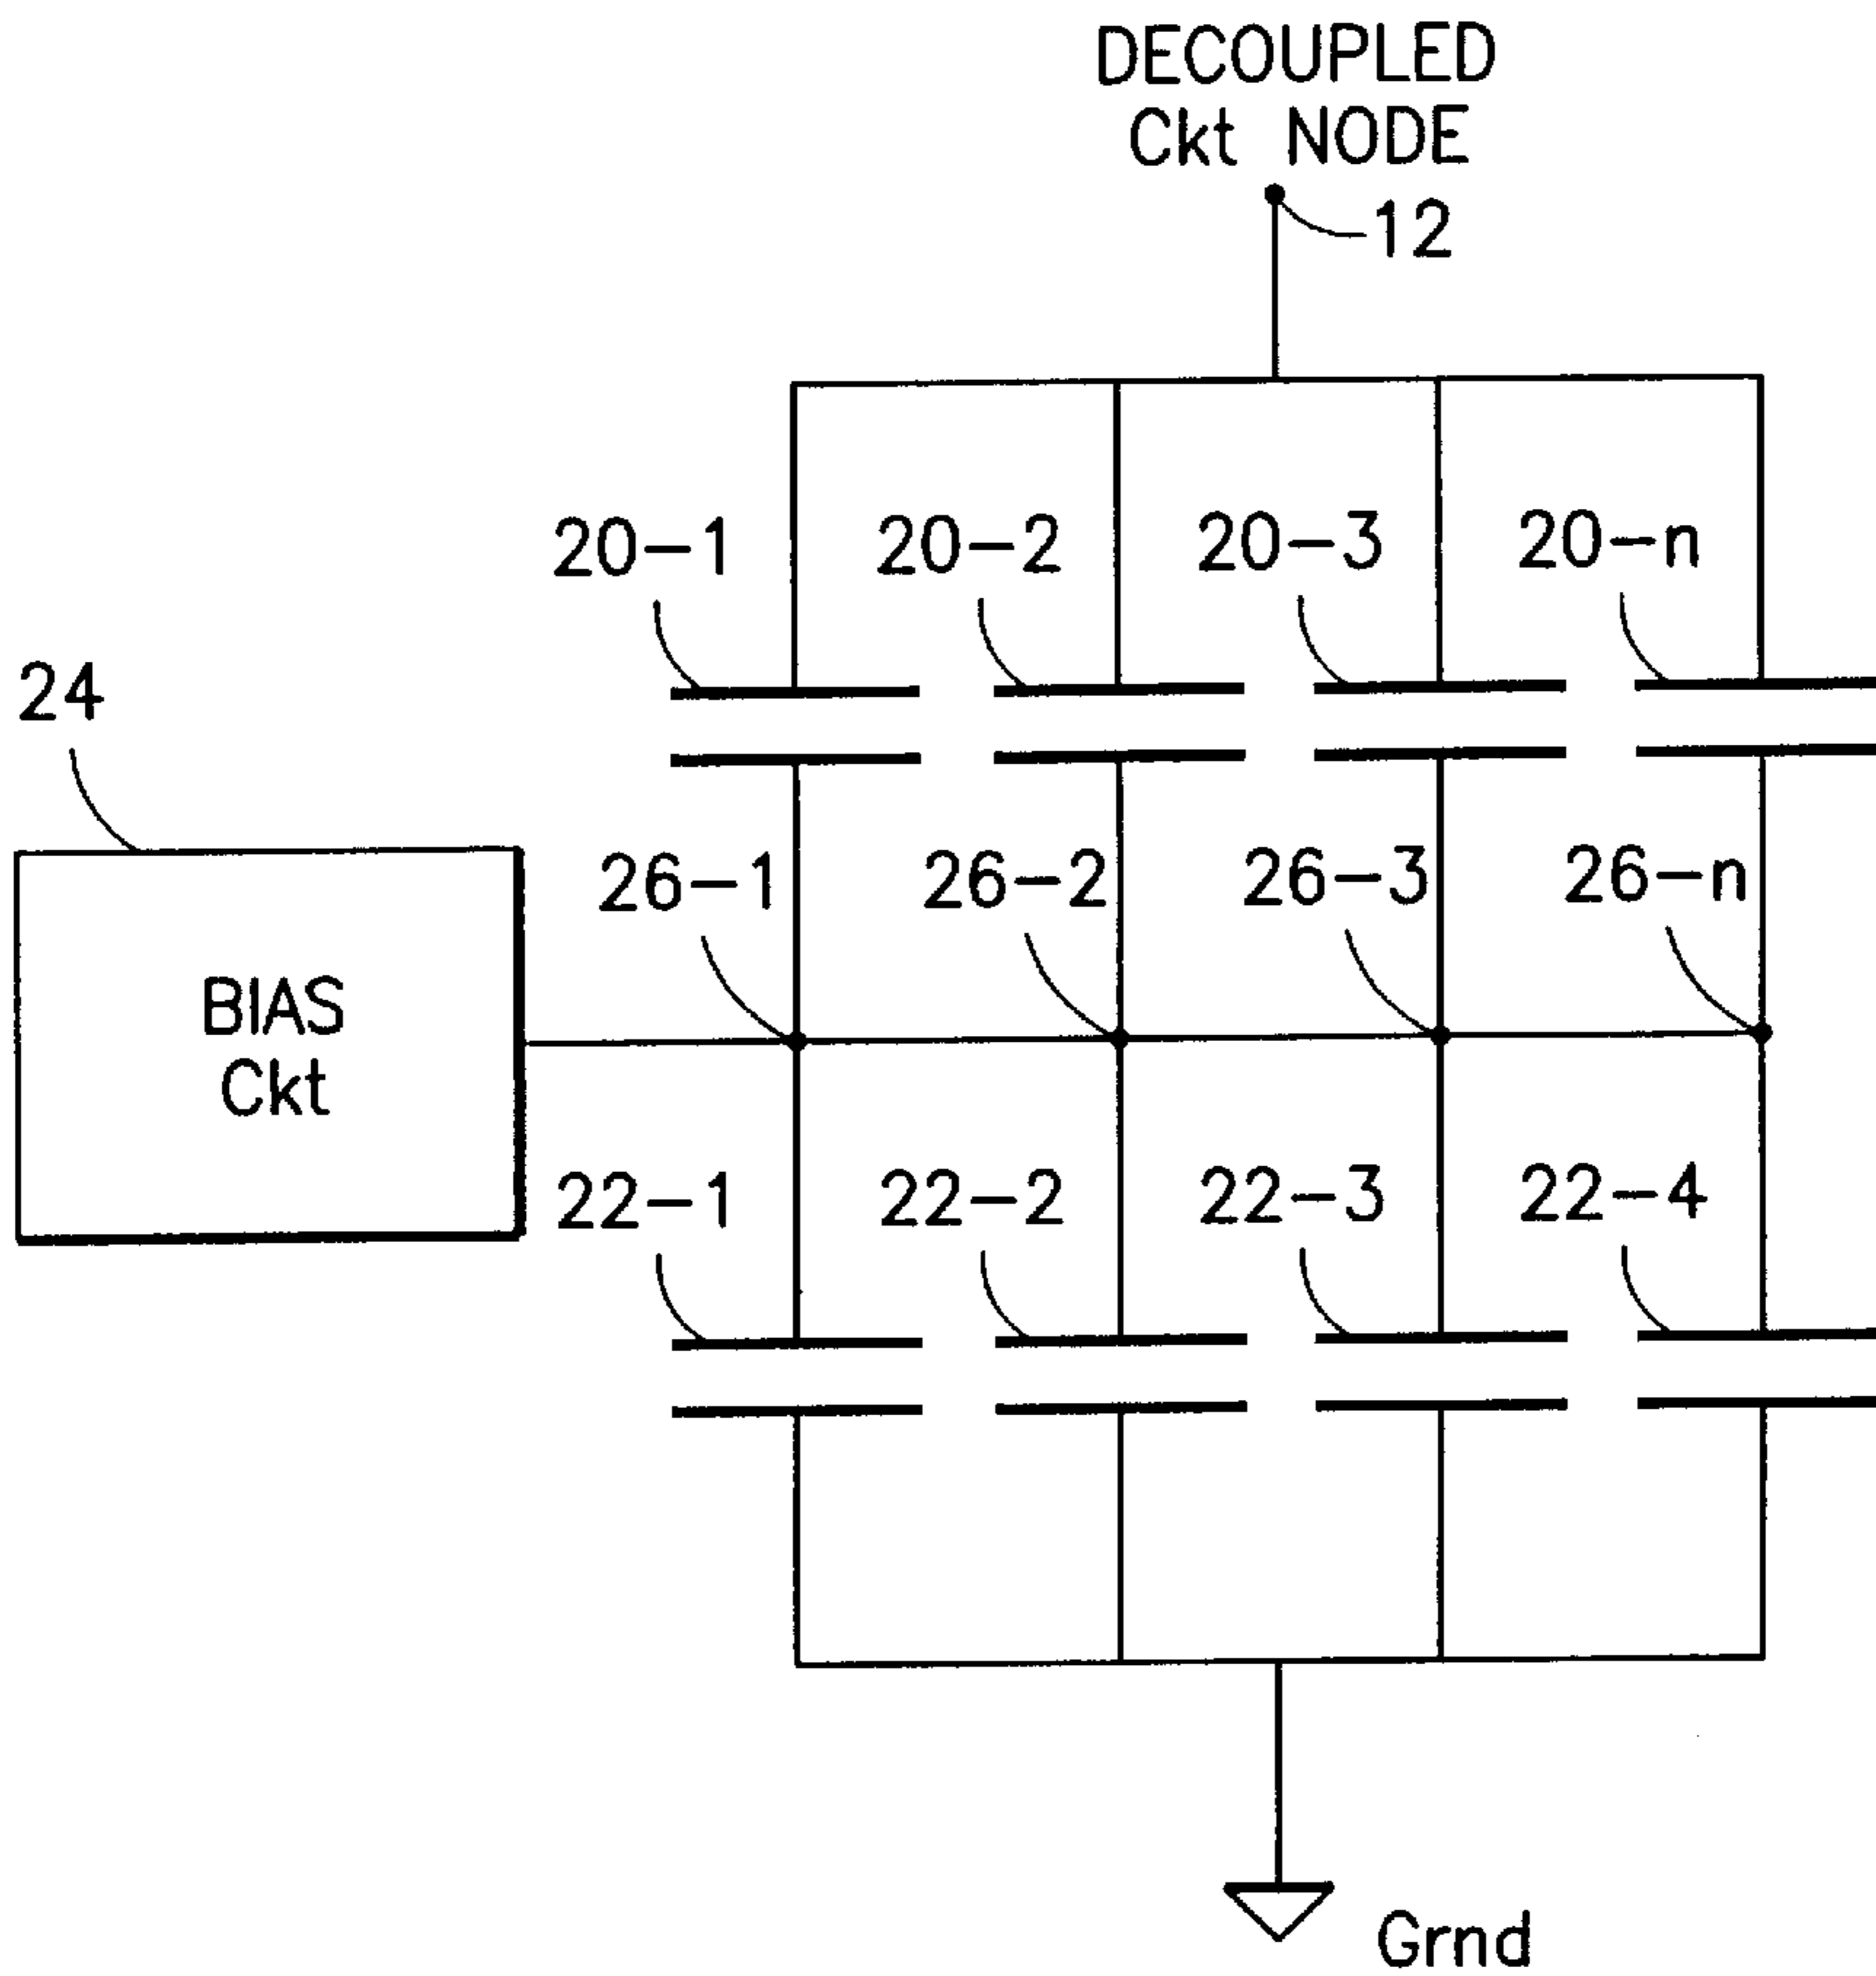 DECOUPLED
Ckt NODE
12
20-1 20-2 20-3 20-n
24
26-1 26-2 26-3 26-n
BIAS
Ckt
22-1 22-2 22-3 22-4
Grnd